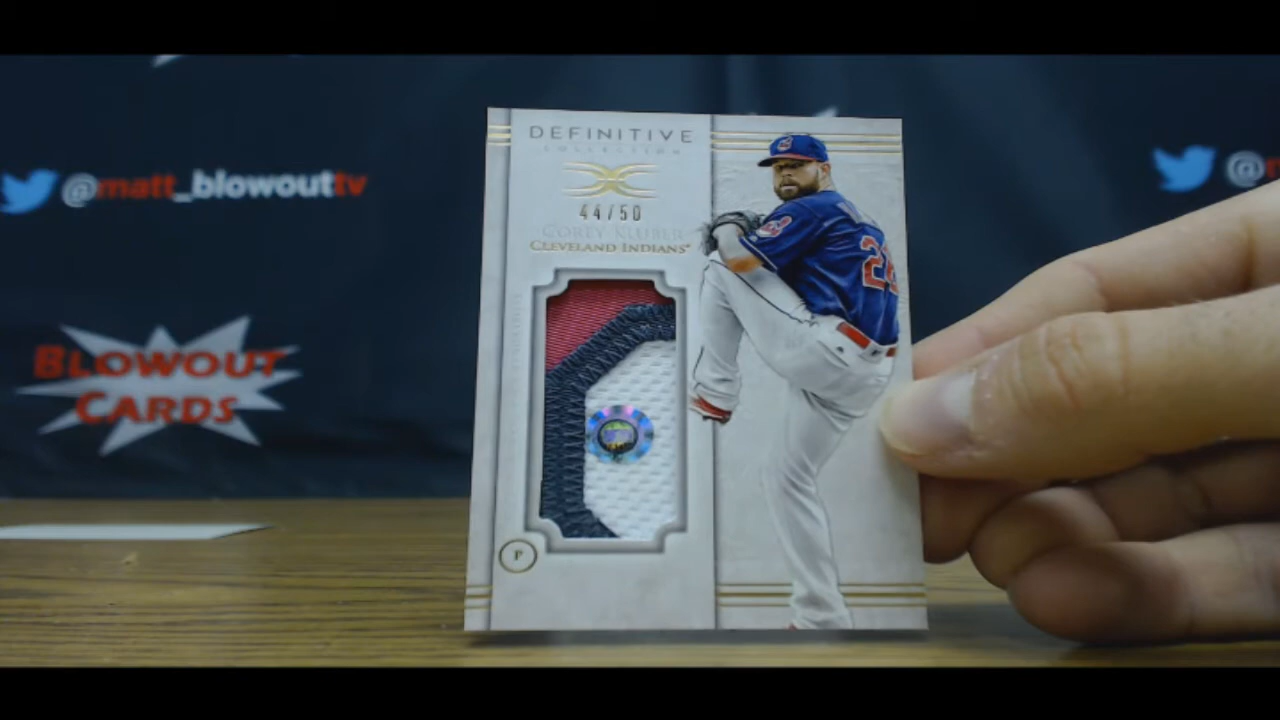 DEFINITIVE
COLLECTION
44/50
COREY KLUBER
CLEVELAND INDIANS
P
@matt_blowouttv
BLOWOUT
CARDS
@